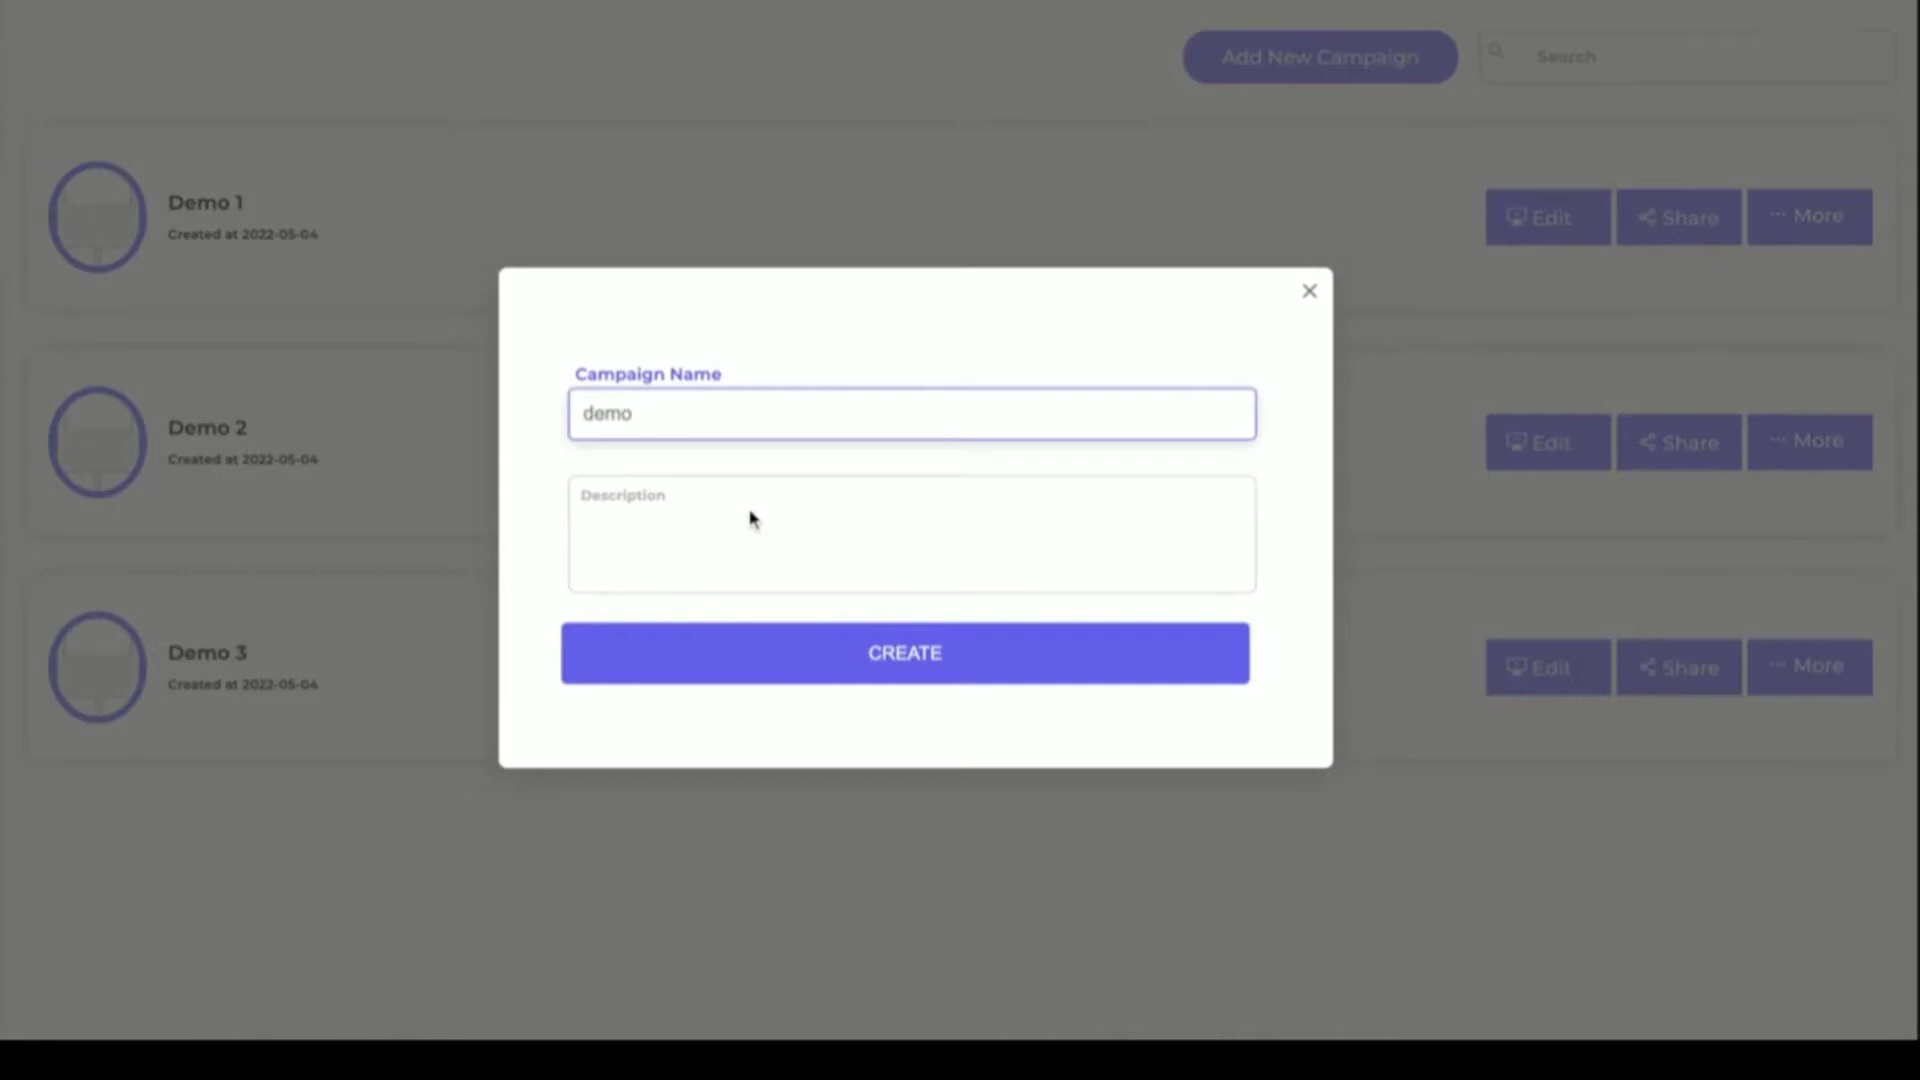 Add New Campaign
Search
Demo 1
Created at 2022-05-04
Edit
Share
··· More
Campaign Name
demo
Demo 2
Created at 2022-05-04
Edit
Share
··· More
Description
CREATE
Demo 3
Created at 2022-05-04
Edit
Share
··· More